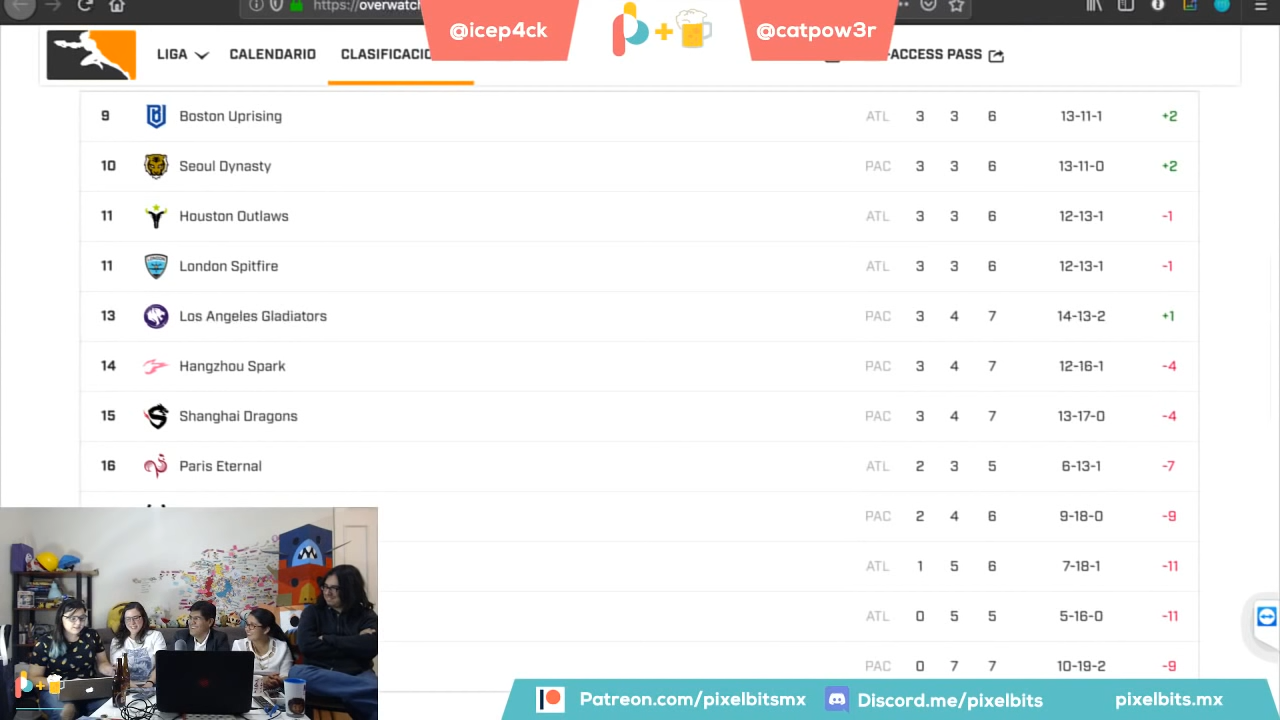 https://overwatch
@icep4ck
@catpow3r
LIGA CALENDARIO CLASIFICACIO -ACCESS PASS
9 Boston Uprising ATL 3 3 6 13-11-1 +2
10 Seoul Dynasty PAC 3 3 6 13-11-0 +2
11 Houston Outlaws ATL 3 3 6 12-13-1 -1
11 London Spitfire ATL 3 3 6 12-13-1 -1
13 Los Angeles Gladiators PAC 3 4 7 14-13-2 +1
14 Hangzhou Spark PAC 3 4 7 12-16-1 -4
15 Shanghai Dragons PAC 3 4 7 13-17-0 -4
16 Paris Eternal ATL 2 3 5 6-13-1 -7
PAC 2 4 6 9-18-0 -9
ATL 1 5 6 7-18-1 -11
ATL 0 5 5 5-16-0 -11
PAC 0 7 7 10-19-2 -9
Patreon.com/pixelbitsmx Discord.me/pixelbits pixelbits.mx